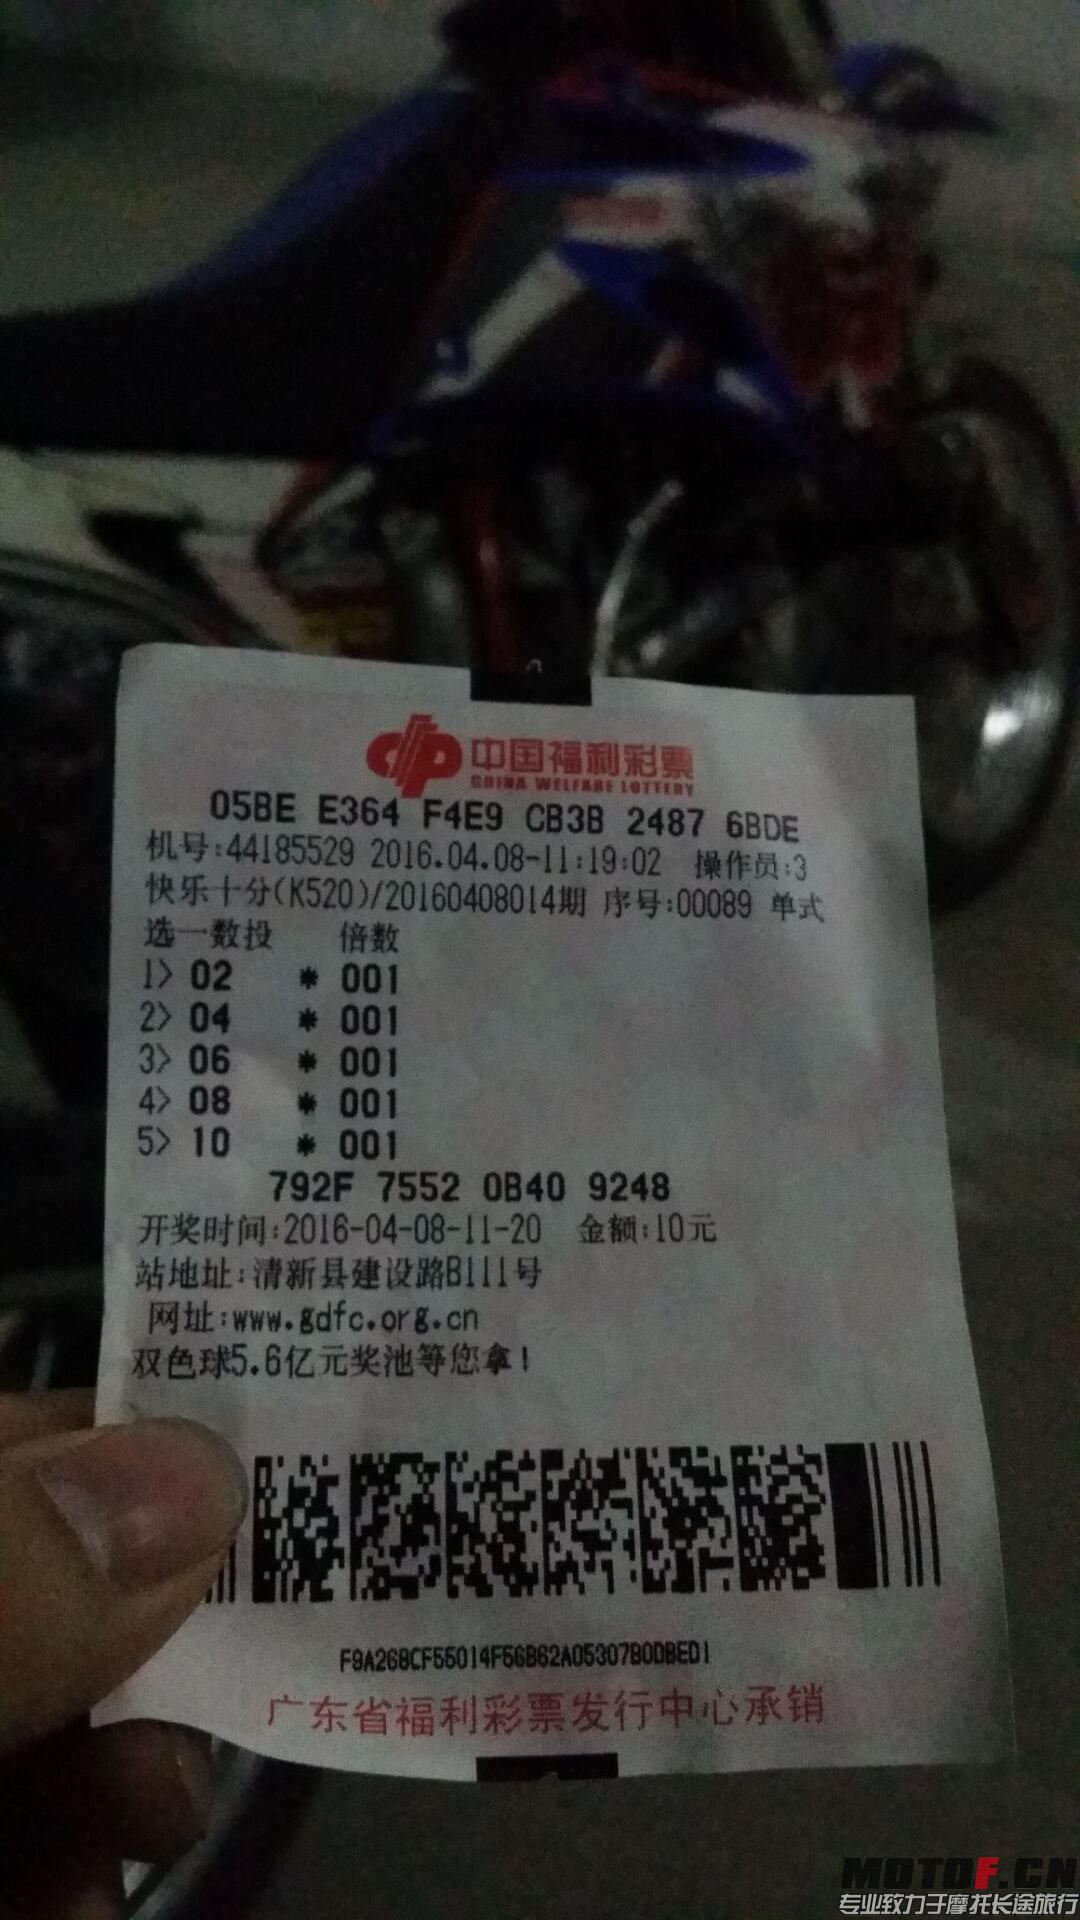 中国福利彩票
CHINA WELFARE LOTTERY
05BE E364 F4E9 CB3B 2487 6BDE
机号:44185529 2016.04.08-11:19:02 操作员:3
快乐十分(K520)/20160408014期 序号:00089 单式
选一数投 倍数
1> 02 * 001
2> 04 * 001
3> 06 * 001
4> 08 * 001
5> 10 * 001
792F 7552 0B40 9248
开奖时间:2016-04-08-11-20 金额:10元
站地址:清新县建设路B111号
网址:www.gdfc.org.cn
双色球5.6亿元奖池等您拿!
F9A268CF55014F56B62A05307B0DBED1
广东省福利彩票发行中心承销
MOTOF.CN
专业致力于摩托长途旅行